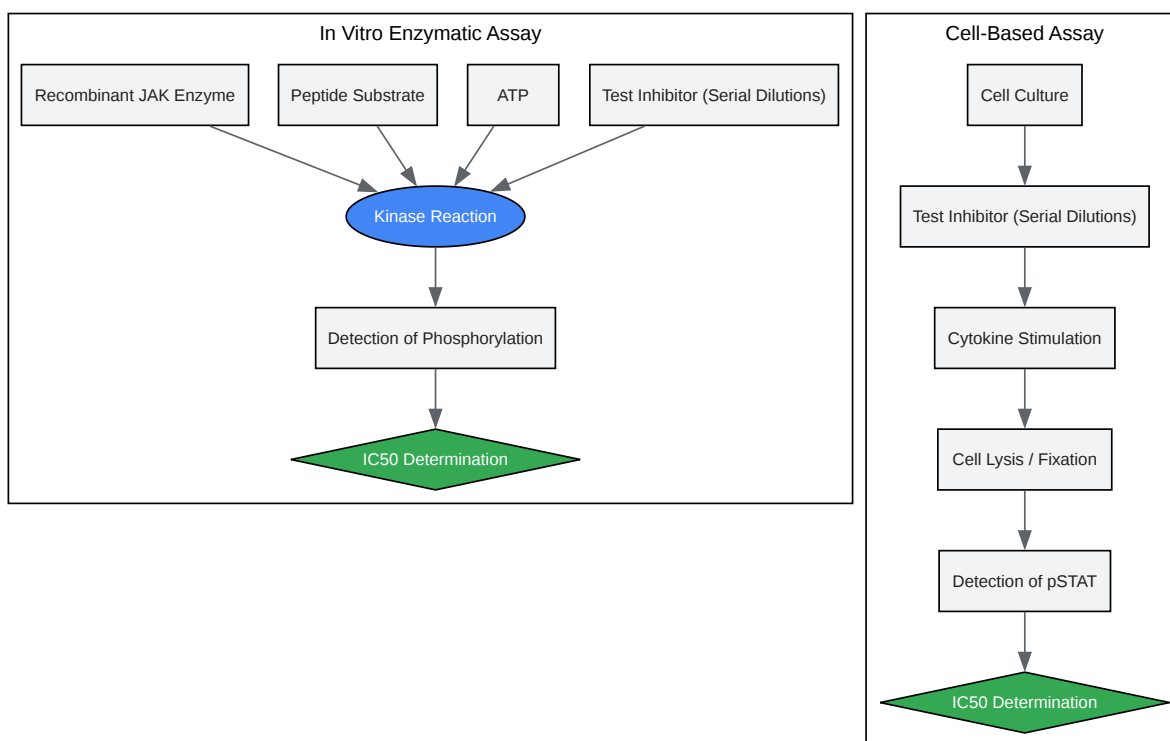 In Vitro Enzymatic Assay
Recombinant JAK Enzyme
Peptide Substrate
ATP
Test Inhibitor (Serial Dilutions)
Kinase Reaction
Detection of Phosphorylation
IC50 Determination
Cell-Based Assay
Cell Culture
Test Inhibitor (Serial Dilutions)
Cytokine Stimulation
Cell Lysis / Fixation
Detection of pSTAT
IC50 Determination